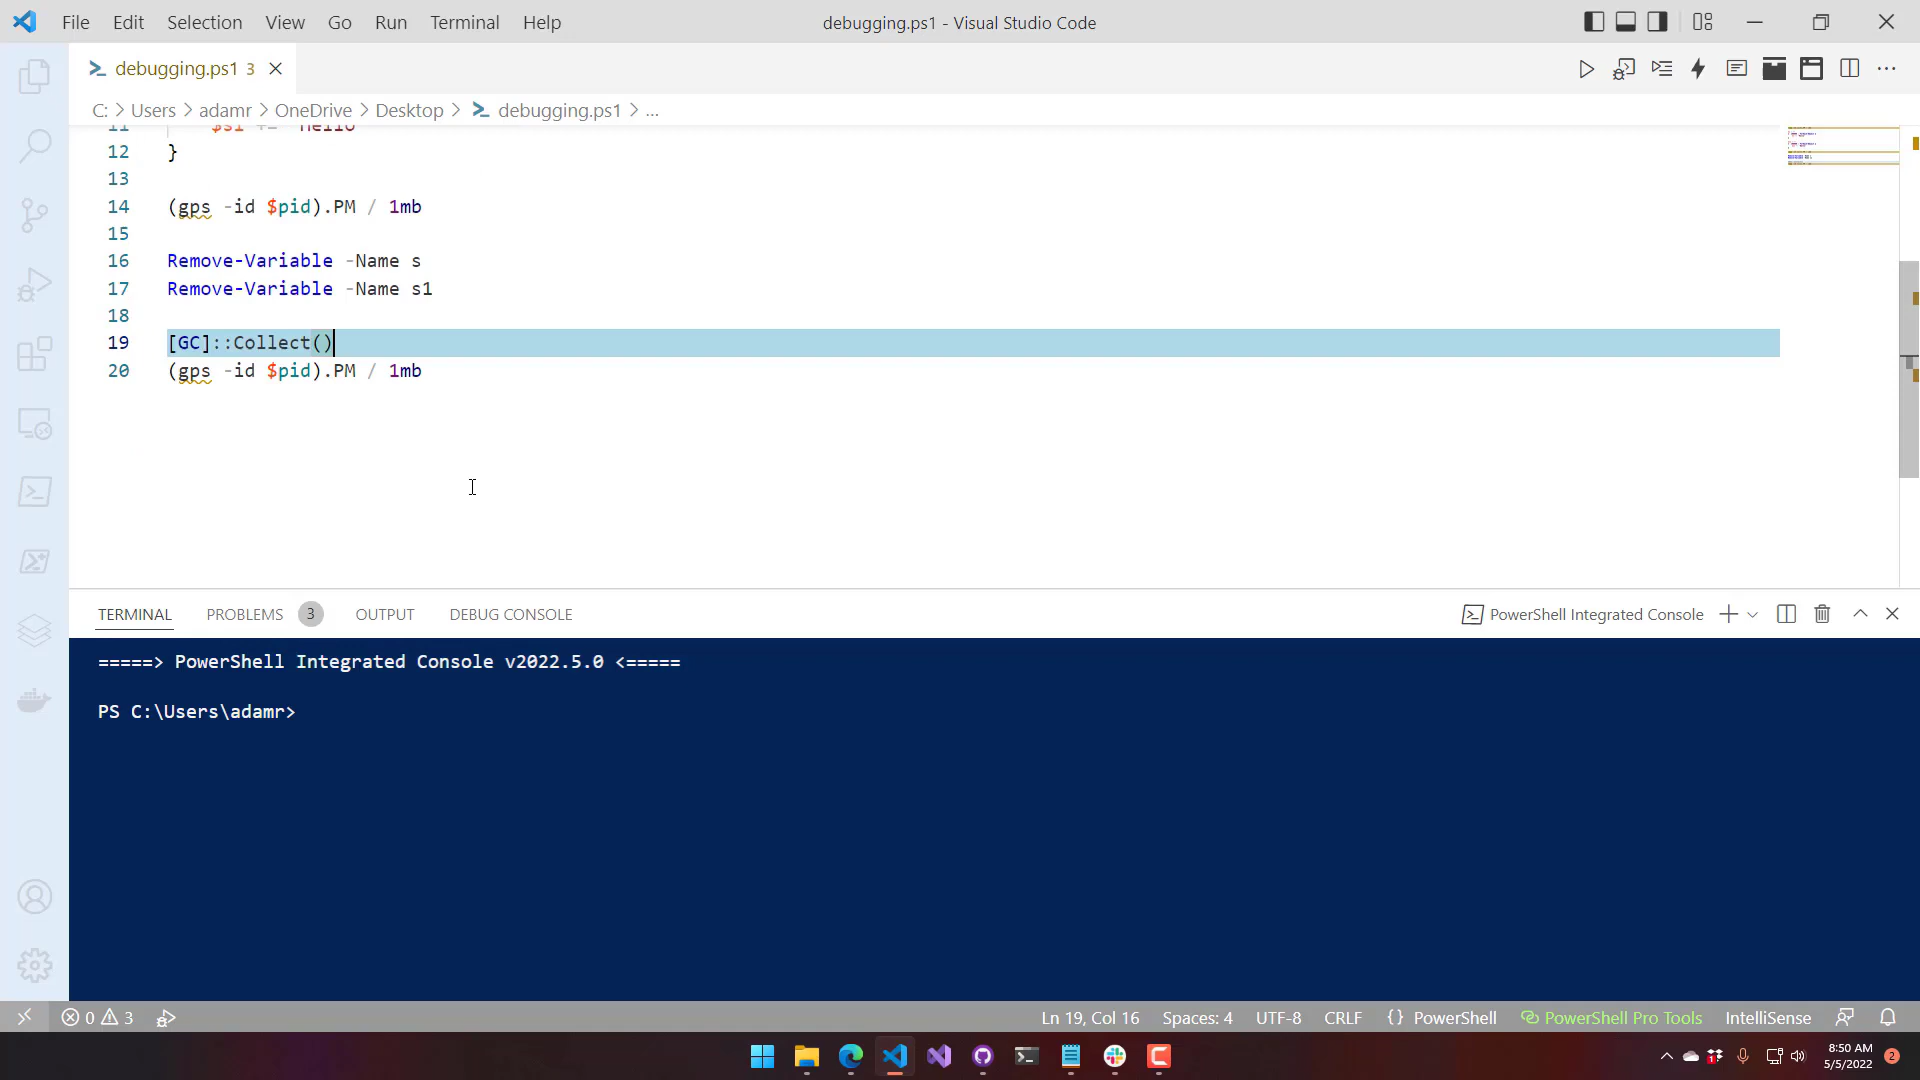 File Edit Selection View Go Run Terminal Help
debugging.ps1 - Visual Studio Code
debugging.ps1 3
C: > Users > adamr > OneDrive > Desktop > debugging.ps1 > ...
11 $s1 += "Hello"
12 }
13
14 (gps -id $pid).PM / 1mb
15
16 Remove-Variable -Name s
17 Remove-Variable -Name s1
18
19 [GC]::Collect()
20 (gps -id $pid).PM / 1mb
TERMINAL PROBLEMS 3 OUTPUT DEBUG CONSOLE
PowerShell Integrated Console
=====> PowerShell Integrated Console v2022.5.0 <=====
PS C:\Users\adamr>
0 3
Ln 19, Col 16 Spaces: 4 UTF-8 CRLF {} PowerShell PowerShell Pro Tools IntelliSense
8:50 AM
5/5/2022
2